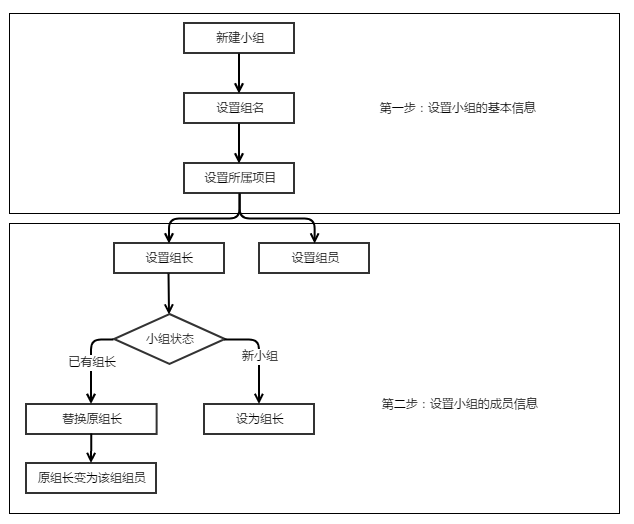 新建小组
设置组名
第一步：设置小组的基本信息
设置所属项目
设置组长
设置组员
小组状态
已有组长
新小组
替换原组长
设为组长
第二步：设置小组的成员信息
原组长变为该组组员